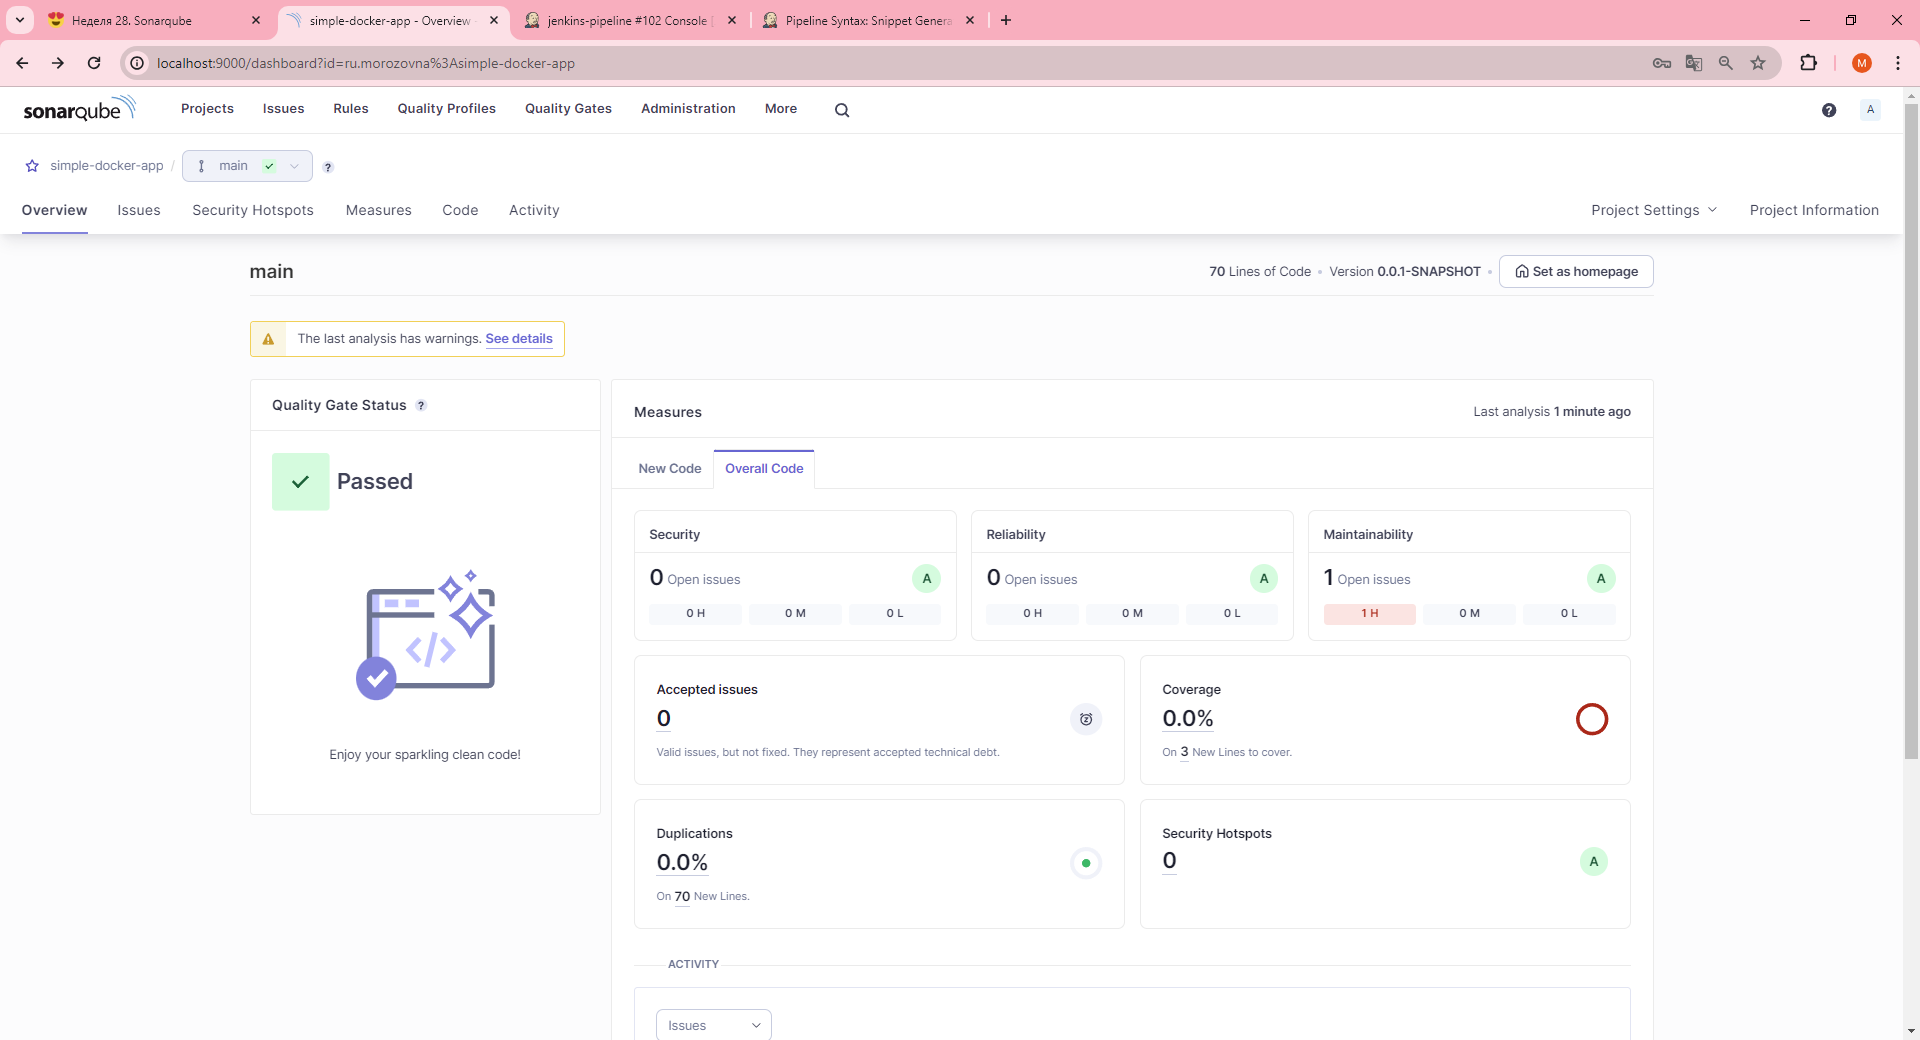 Неделя 28. Sonarqube
simple-docker-app - Overview
jenkins-pipeline #102 Console
Pipeline Syntax: Snippet Genera
localhost:9000/dashboard?id=ru.morozovna%3Asimple-docker-app
M
sonarqube Projects Issues Rules Quality Profiles Quality Gates Administration More ? A
simple-docker-app / main ?
Overview Issues Security Hotspots Measures Code Activity Project Settings Project Information
main
70 Lines of Code • Version 0.0.1-SNAPSHOT • Set as homepage
The last analysis has warnings. See details
Quality Gate Status ?
Passed
</>
Enjoy your sparkling clean code!
Measures
Last analysis 1 minute ago
New Code Overall Code
Security
0 Open issues A
0 H 0 M 0 L
Reliability
0 Open issues A
0 H 0 M 0 L
Maintainability
1 Open issues A
1 H 0 M 0 L
Accepted issues
0
Valid issues, but not fixed. They represent accepted technical debt.
Coverage
0.0%
On 3 New Lines to cover.
Duplications
0.0%
On 70 New Lines.
Security Hotspots
0
A
ACTIVITY
Issues